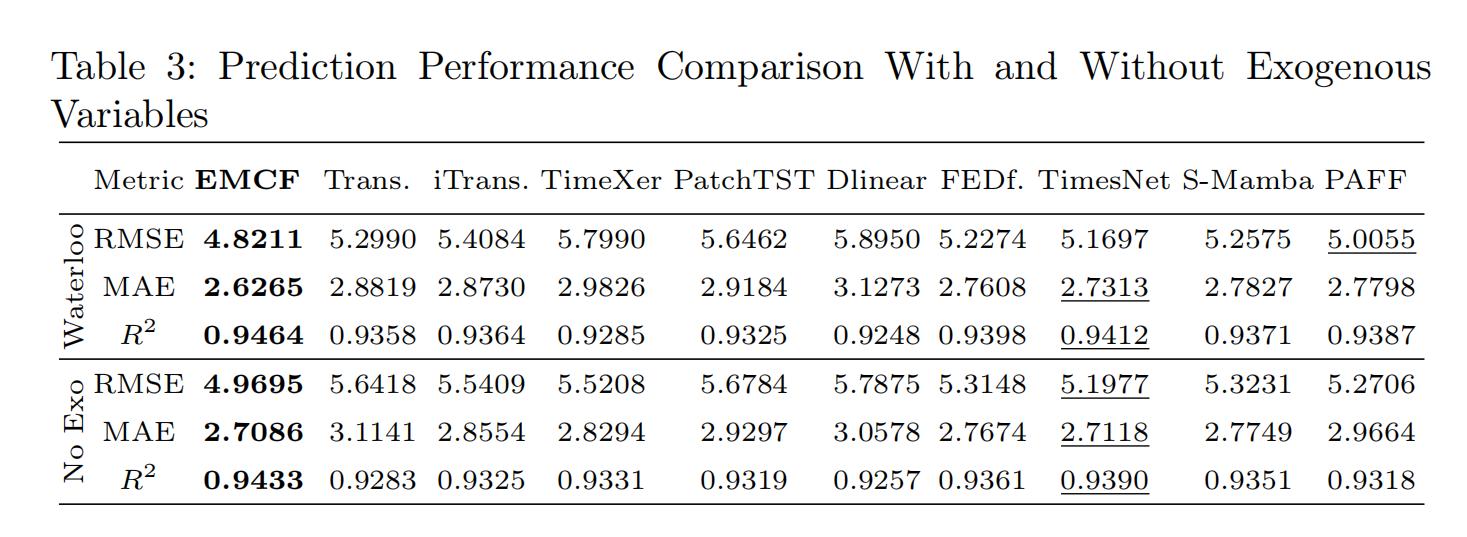 Table 3: Prediction Performance Comparison With and Without Exogenous
Variables
Metric EMCF Trans. iTrans. TimeXer PatchTST Dlinear FEDf. TimesNet S-Mamba PAFF
Waterloo
RMSE 4.8211 5.2990 5.4084 5.7990 5.6462 5.8950 5.2274 5.1697 5.2575 5.0055
MAE 2.6265 2.8819 2.8730 2.9826 2.9184 3.1273 2.7608 2.7313 2.7827 2.7798
R² 0.9464 0.9358 0.9364 0.9285 0.9325 0.9248 0.9398 0.9412 0.9371 0.9387
No Exo
RMSE 4.9695 5.6418 5.5409 5.5208 5.6784 5.7875 5.3148 5.1977 5.3231 5.2706
MAE 2.7086 3.1141 2.8554 2.8294 2.9297 3.0578 2.7674 2.7118 2.7749 2.9664
R² 0.9433 0.9283 0.9325 0.9331 0.9319 0.9257 0.9361 0.9390 0.9351 0.9318